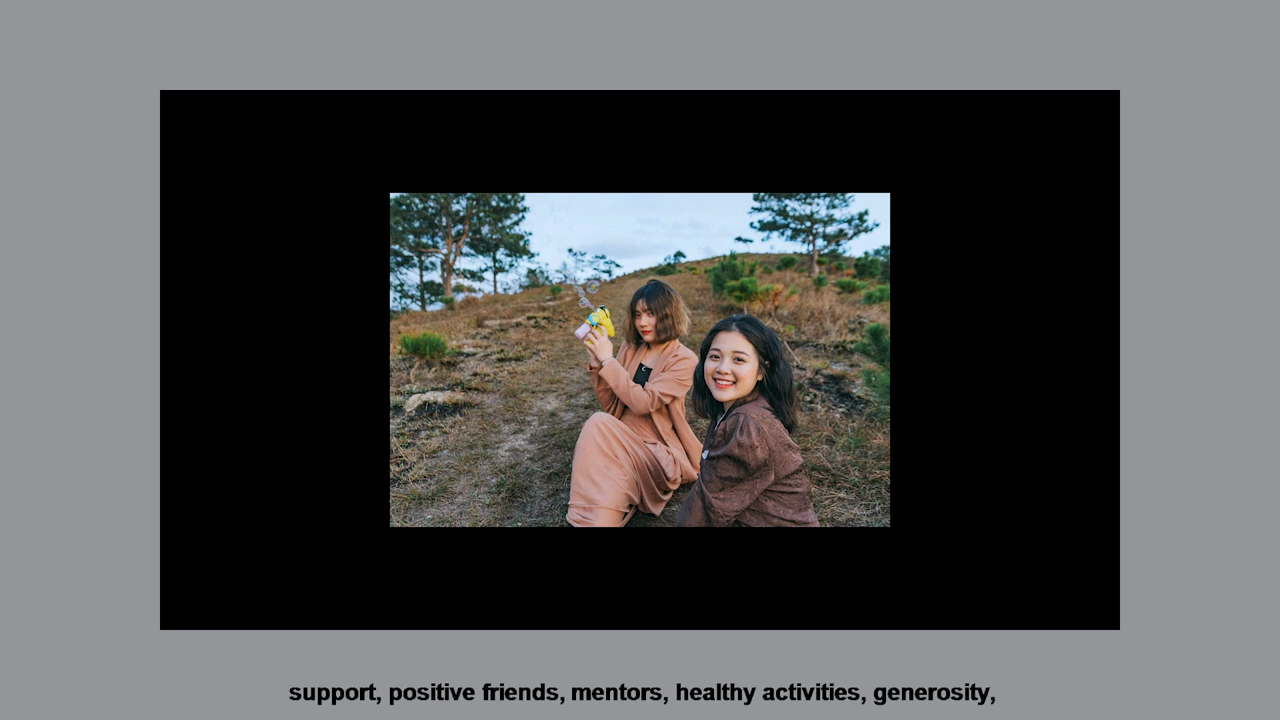 support, positive friends, mentors, healthy activities, generosity,